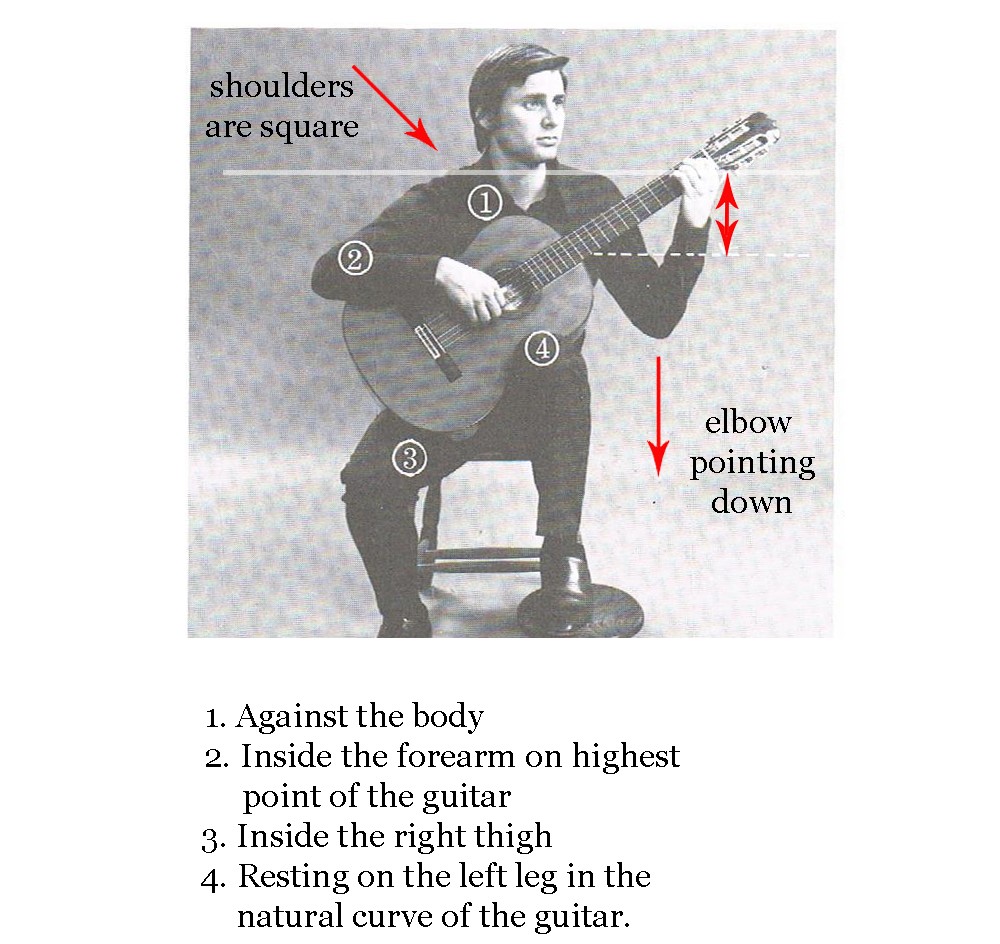 shoulders
are square
①
②
④
③
elbow
pointing
down
1. Against the body
2. Inside the forearm on highest
point of the guitar
3. Inside the right thigh
4. Resting on the left leg in the
natural curve of the guitar.